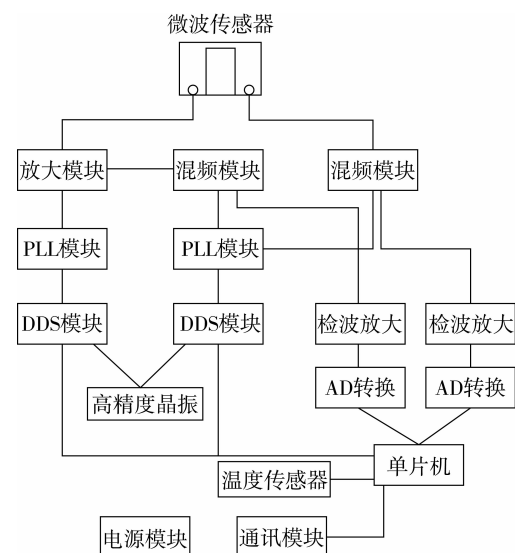 微波传感器
放大模块
混频模块
混频模块
PLL模块
PLL模块
DDS模块
DDS模块
检波放大
检波放大
高精度晶振
AD转换
AD转换
单片机
温度传感器
电源模块
通讯模块